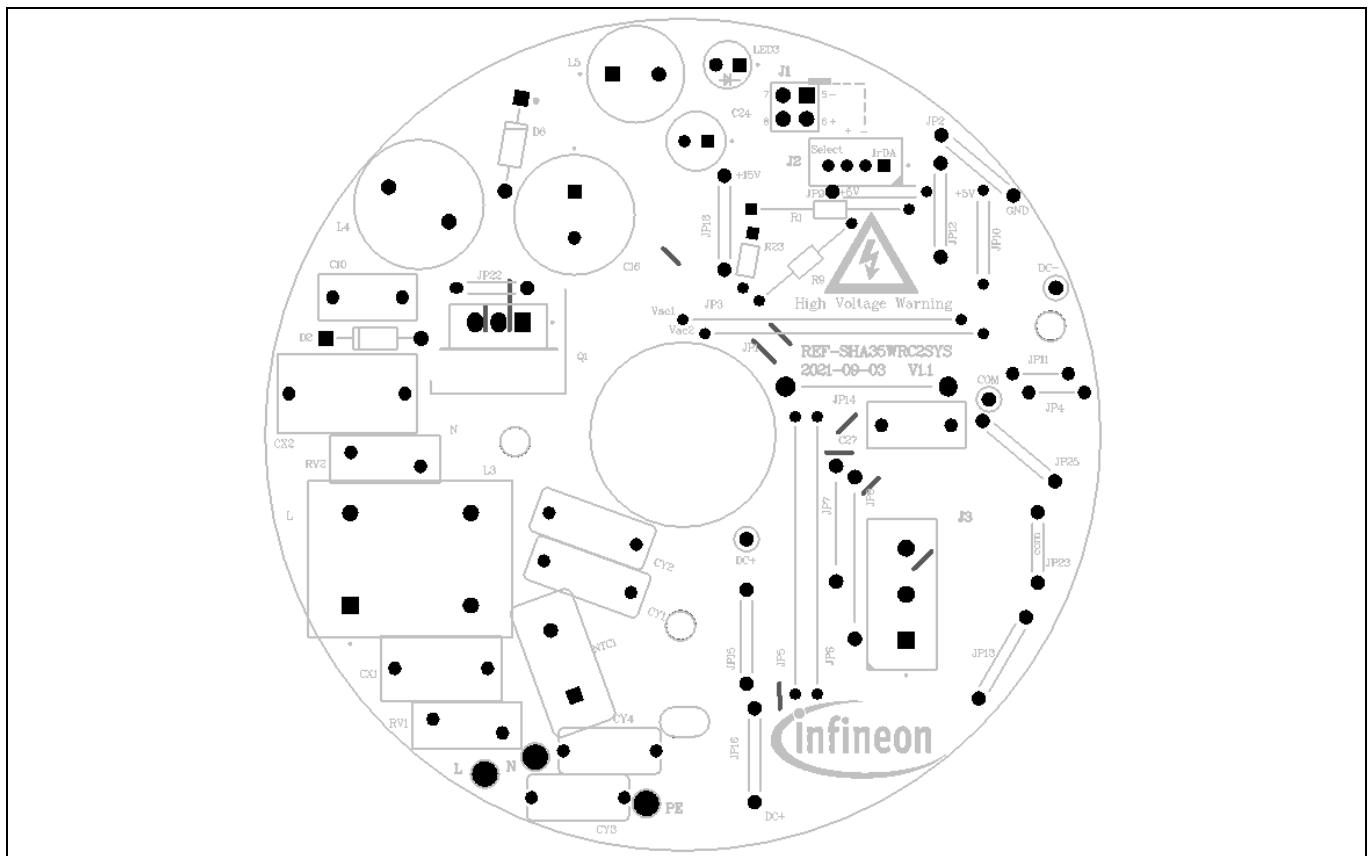 L5
LED3
J1
7
5-
8
6+
+ -
C24
D6
JP2
Select
IrDA
J2
+15V
JP9
+5V
+5V
GND
R1
L4
JP18
R23
JP12
JP10
C16
R9
DC-
C10
JP22
JP3
High Voltage Warning
Vac1
Vac2
D2
Q1
REF-SHA35WRC2SYS
2021-09-03 V1.1
JP11
COM
JP4
JP14
CX2
N
C27
RV2
L3
JP25
L
JP7
JP8
J3
com
DC+
CY2
JP23
CY1
NTC1
JP15
JP5
JP6
JP13
CX1
RV1
CY4
infineon
JP16
L
N
PE
CY3
DC+